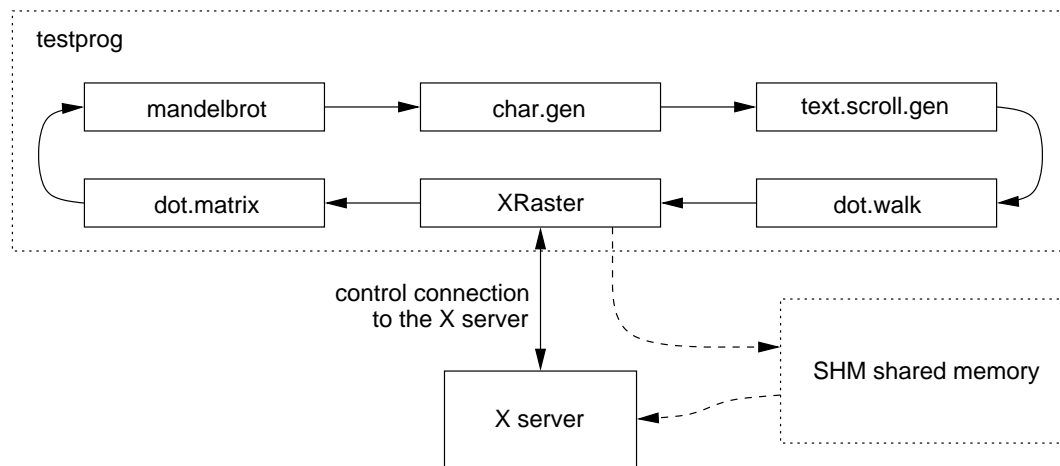 testprog
mandelbrot
char.gen
text.scroll.gen
dot.matrix
XRaster
dot.walk
control connection
to the X server
SHM shared memory
X server